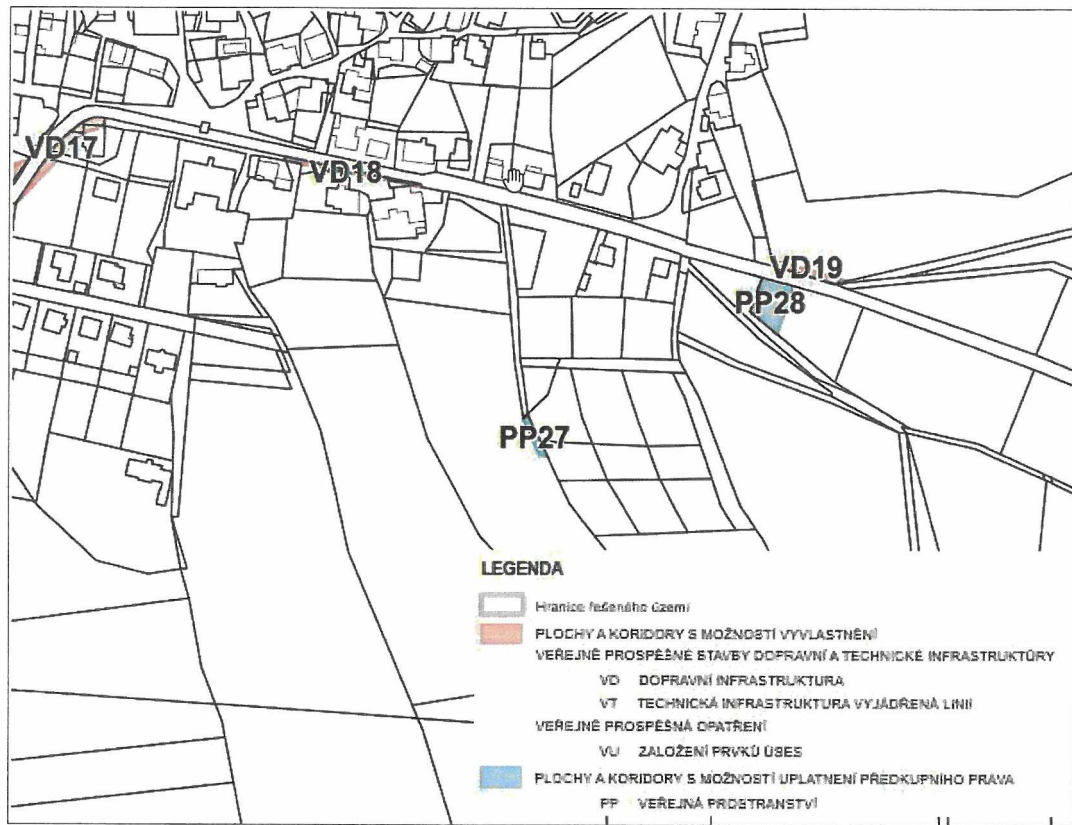 VD17
VD18
VD19
PP28
PP27
LEGENDA
Hranice řešeného území
PLOCHY A KORIDORY S MOŽNOSTÍ VYVLASTNĚNÍ
VEŘEJNĚ PROSPĚŠNÉ STAVBY DOPRAVNÍ A TECHNICKÉ INFRASTRUKTÚRY
VD DOPRAVNÍ INFRASTRUKTURA
VT TECHNICKÁ INFRASTRUKTURA VYJÁDŘENÁ LINIÍ
VEŘEJNĚ PROSPĚŠNÁ OPATŘENÍ
VU ZALOŽENÍ PRVKŮ ÚSES
PLOCHY A KORIDORY S MOŽNOSTÍ UPLATNENÍ PŘEDKUPNÍHO PRÁVA
PP VEŘEJNÁ PROSTRANSTVÍ